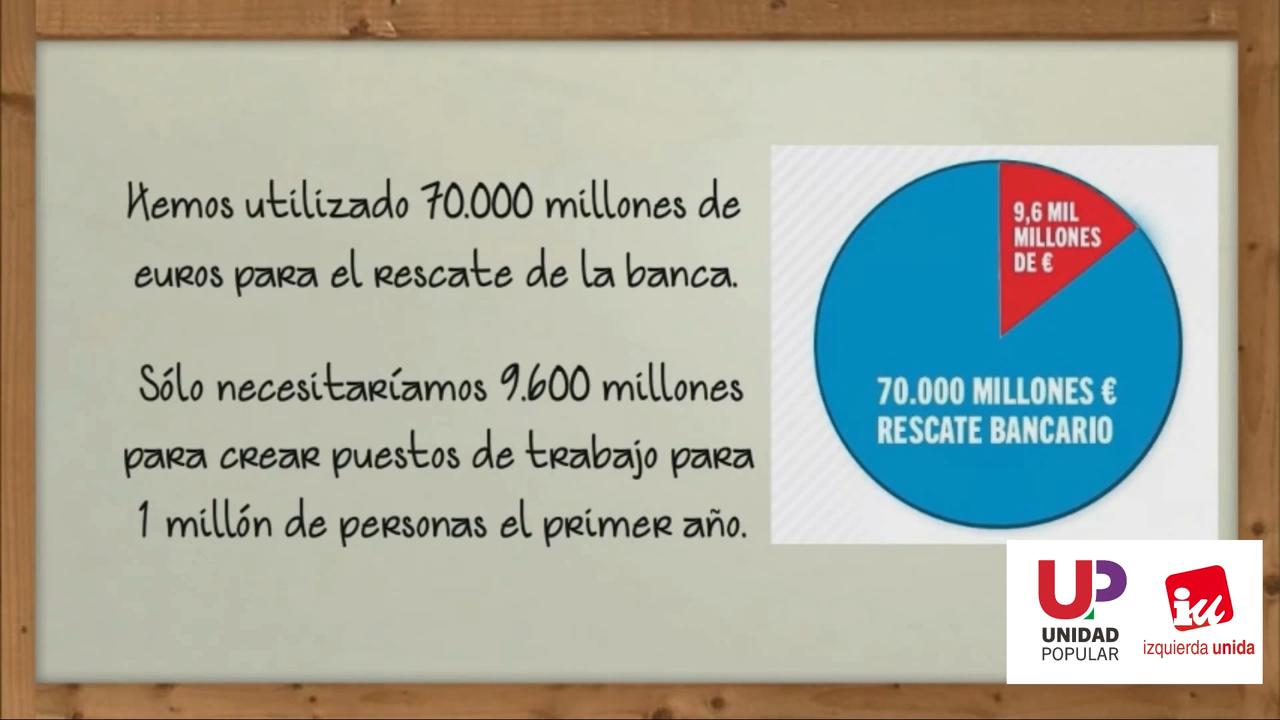 Hemos utilizado 70.000 millones de
euros para el rescate de la banca.
Sólo necesitaríamos 9.600 millones
para crear puestos de trabajo para
1 millón de personas el primer año.
9,6 MIL
MILLONES
DE €
70.000 MILLONES €
RESCATE BANCARIO
UP
UNIDAD
POPULAR
iu
izquierda unida